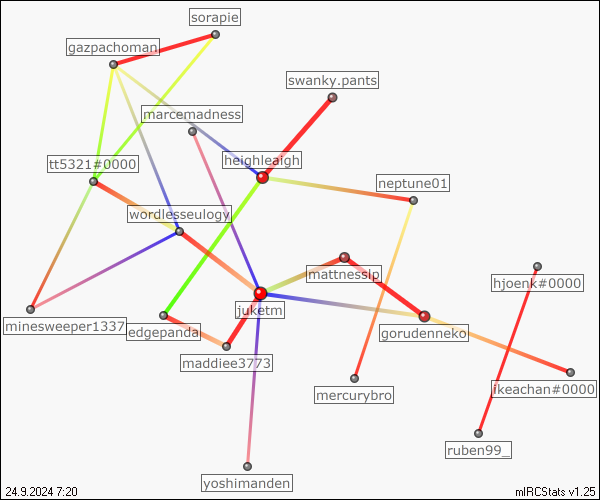 sorapie
gazpachoman
swanky.pants
marcemadness
heighleaigh
tt5321#0000
neptune01
wordlesseulogy
mattnesslp
hjoenk#0000
juketm
minesweeper1337
edgepanda
gorudenneko
maddiee3773
mercurybro
ikeachan#0000
ruben99_
yoshimanden
24.9.2024 7:20
mIRCStats v1.25